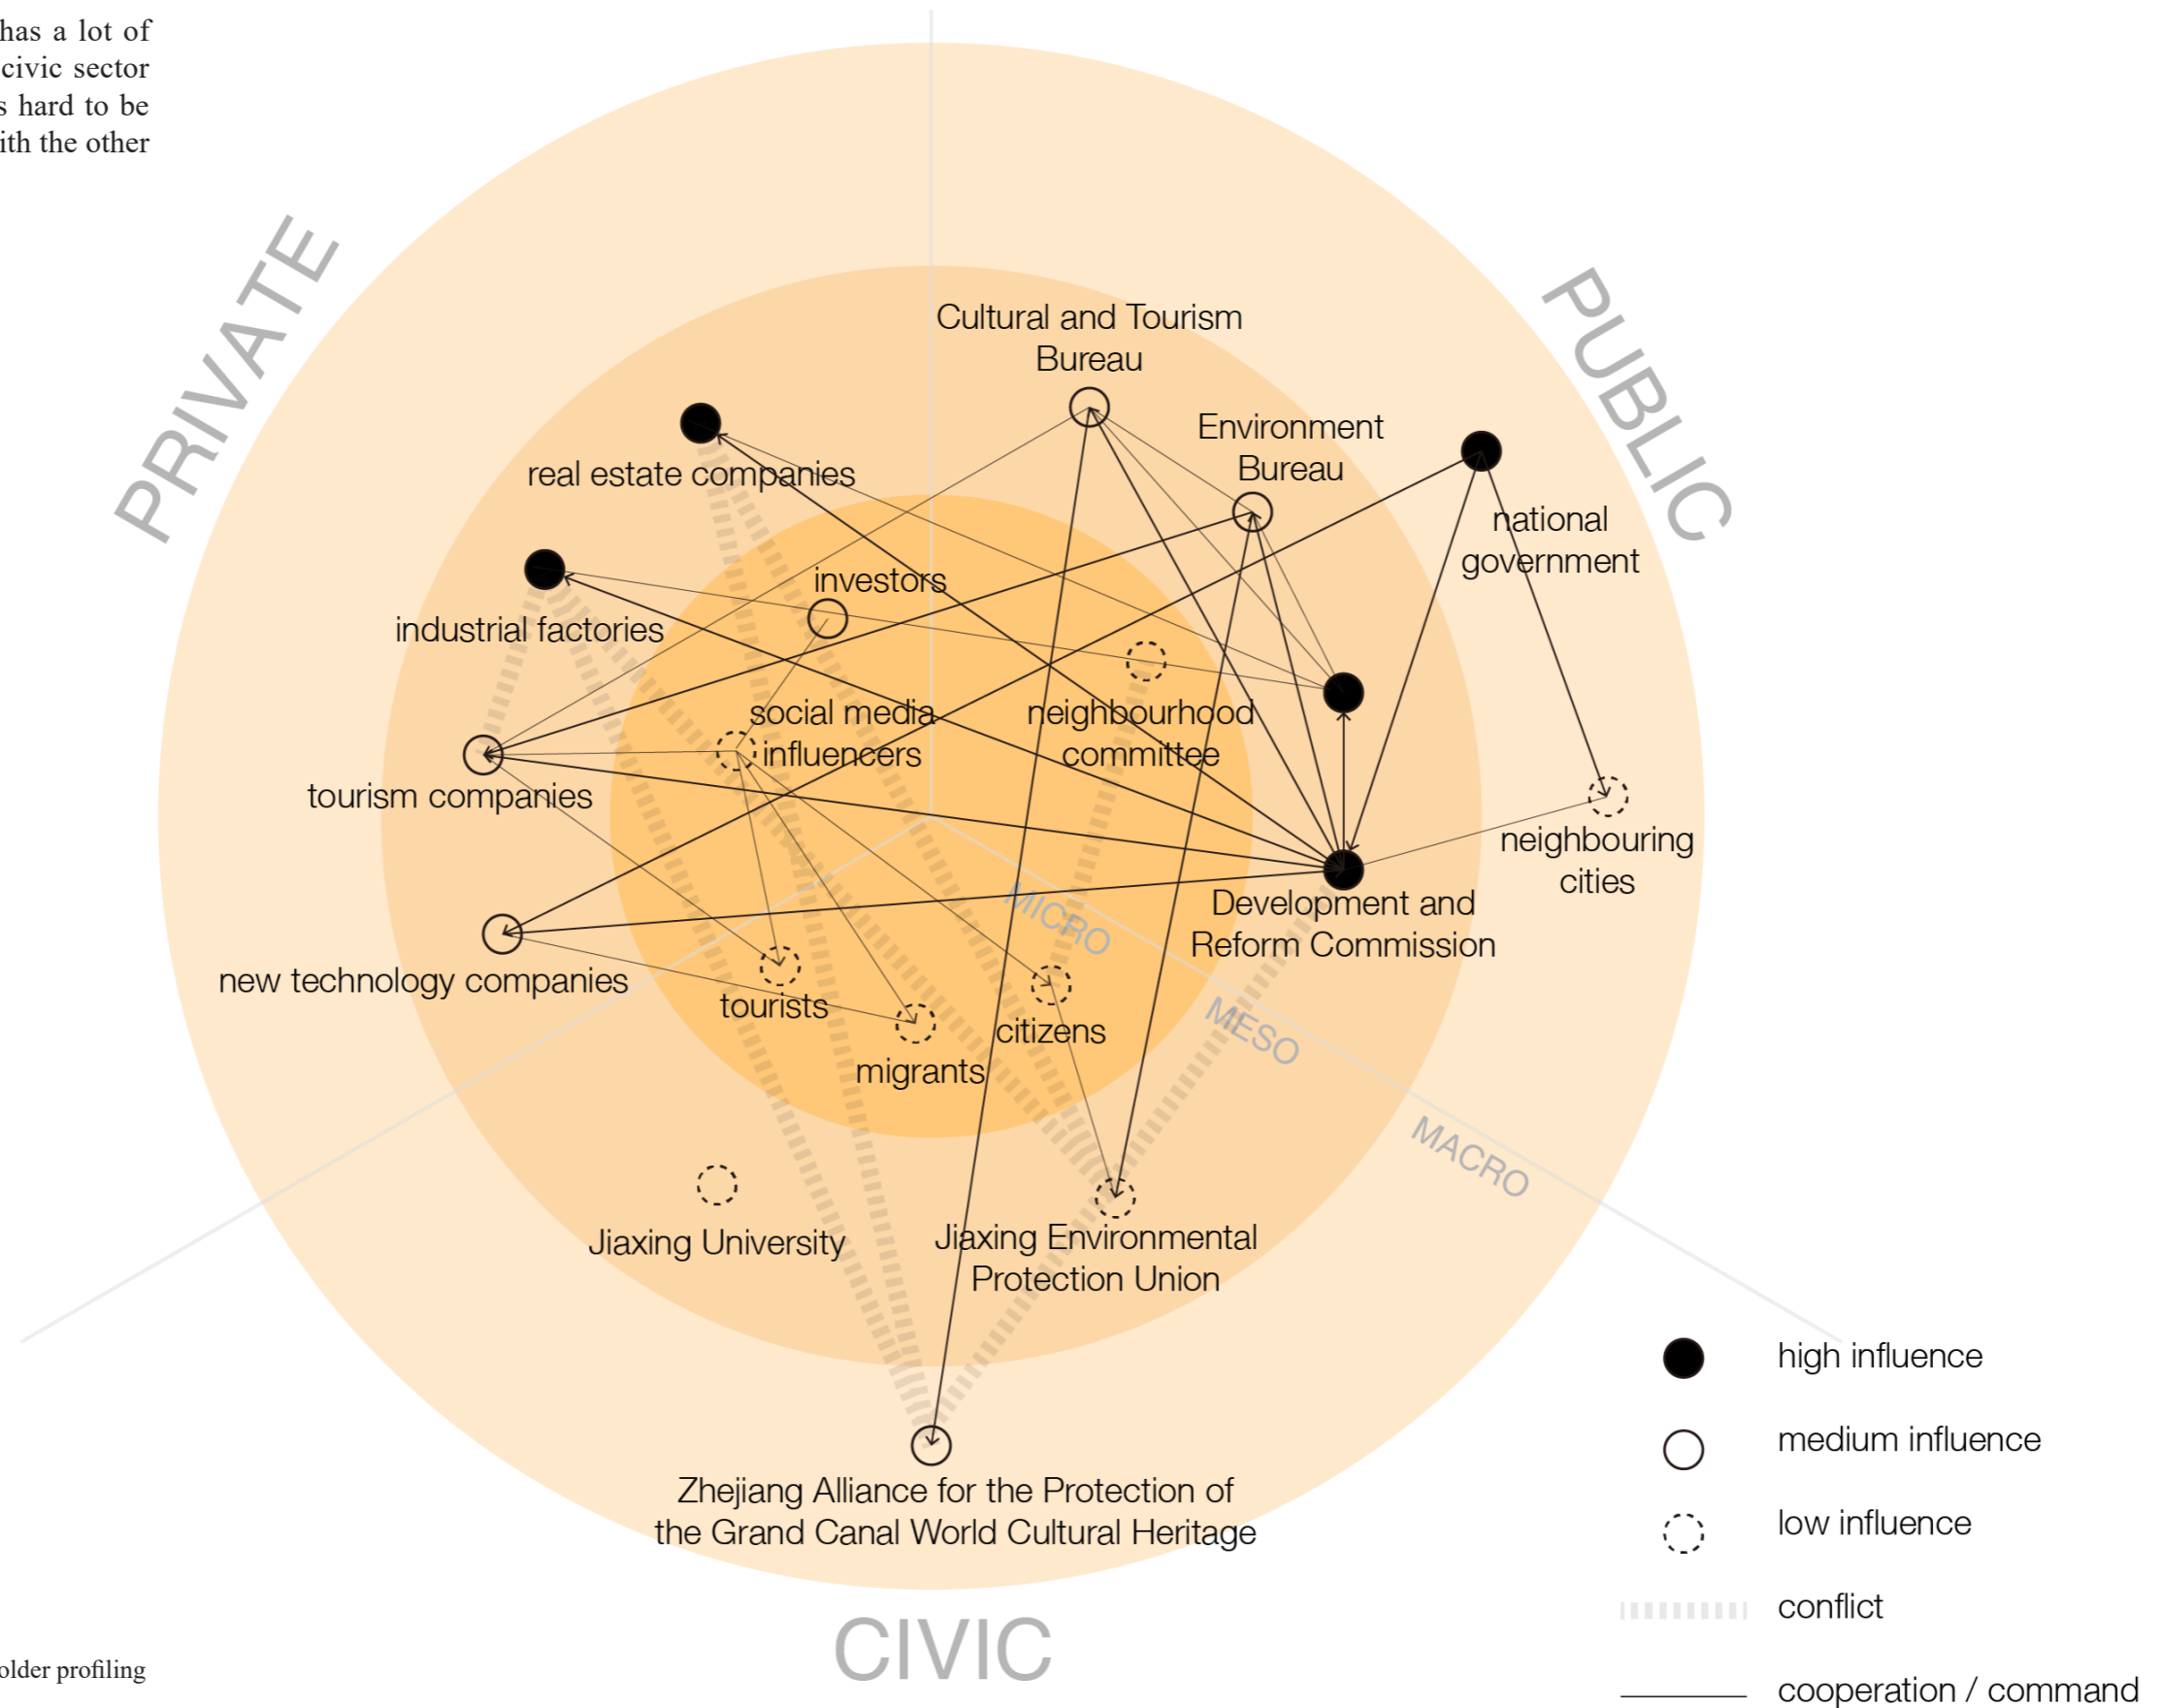 has a lot of
civic sector
s hard to be
ith the other
PRIVATE
PUBLIC
Cultural and Tourism
Bureau
Environment
Bureau
real estate companies
national
government
investors
industrial factories
social media
influencers
neighbourhood
committee
tourism companies
neighbouring
cities
MICRO
Development and
Reform Commission
new technology companies
tourists
citizens
MESO
migrants
MACRO
Jiaxing University
Jiaxing Environmental
Protection Union
Zhejiang Alliance for the Protection of
the Grand Canal World Cultural Heritage
CIVIC
high influence
medium influence
low influence
conflict
cooperation / command
older profiling